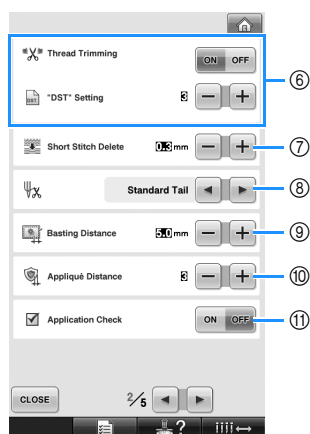 Thread Trimming ON OFF
DST "DST" Setting 3 − +
⑥
Short Stitch Delete 0.3 mm − +
⑦
Standard Tail
⑧
Basting Distance 5.0 mm − +
⑨
Appliqué Distance 3 − +
⑩
Application Check ON OFF
⑪
CLOSE 2/5
?